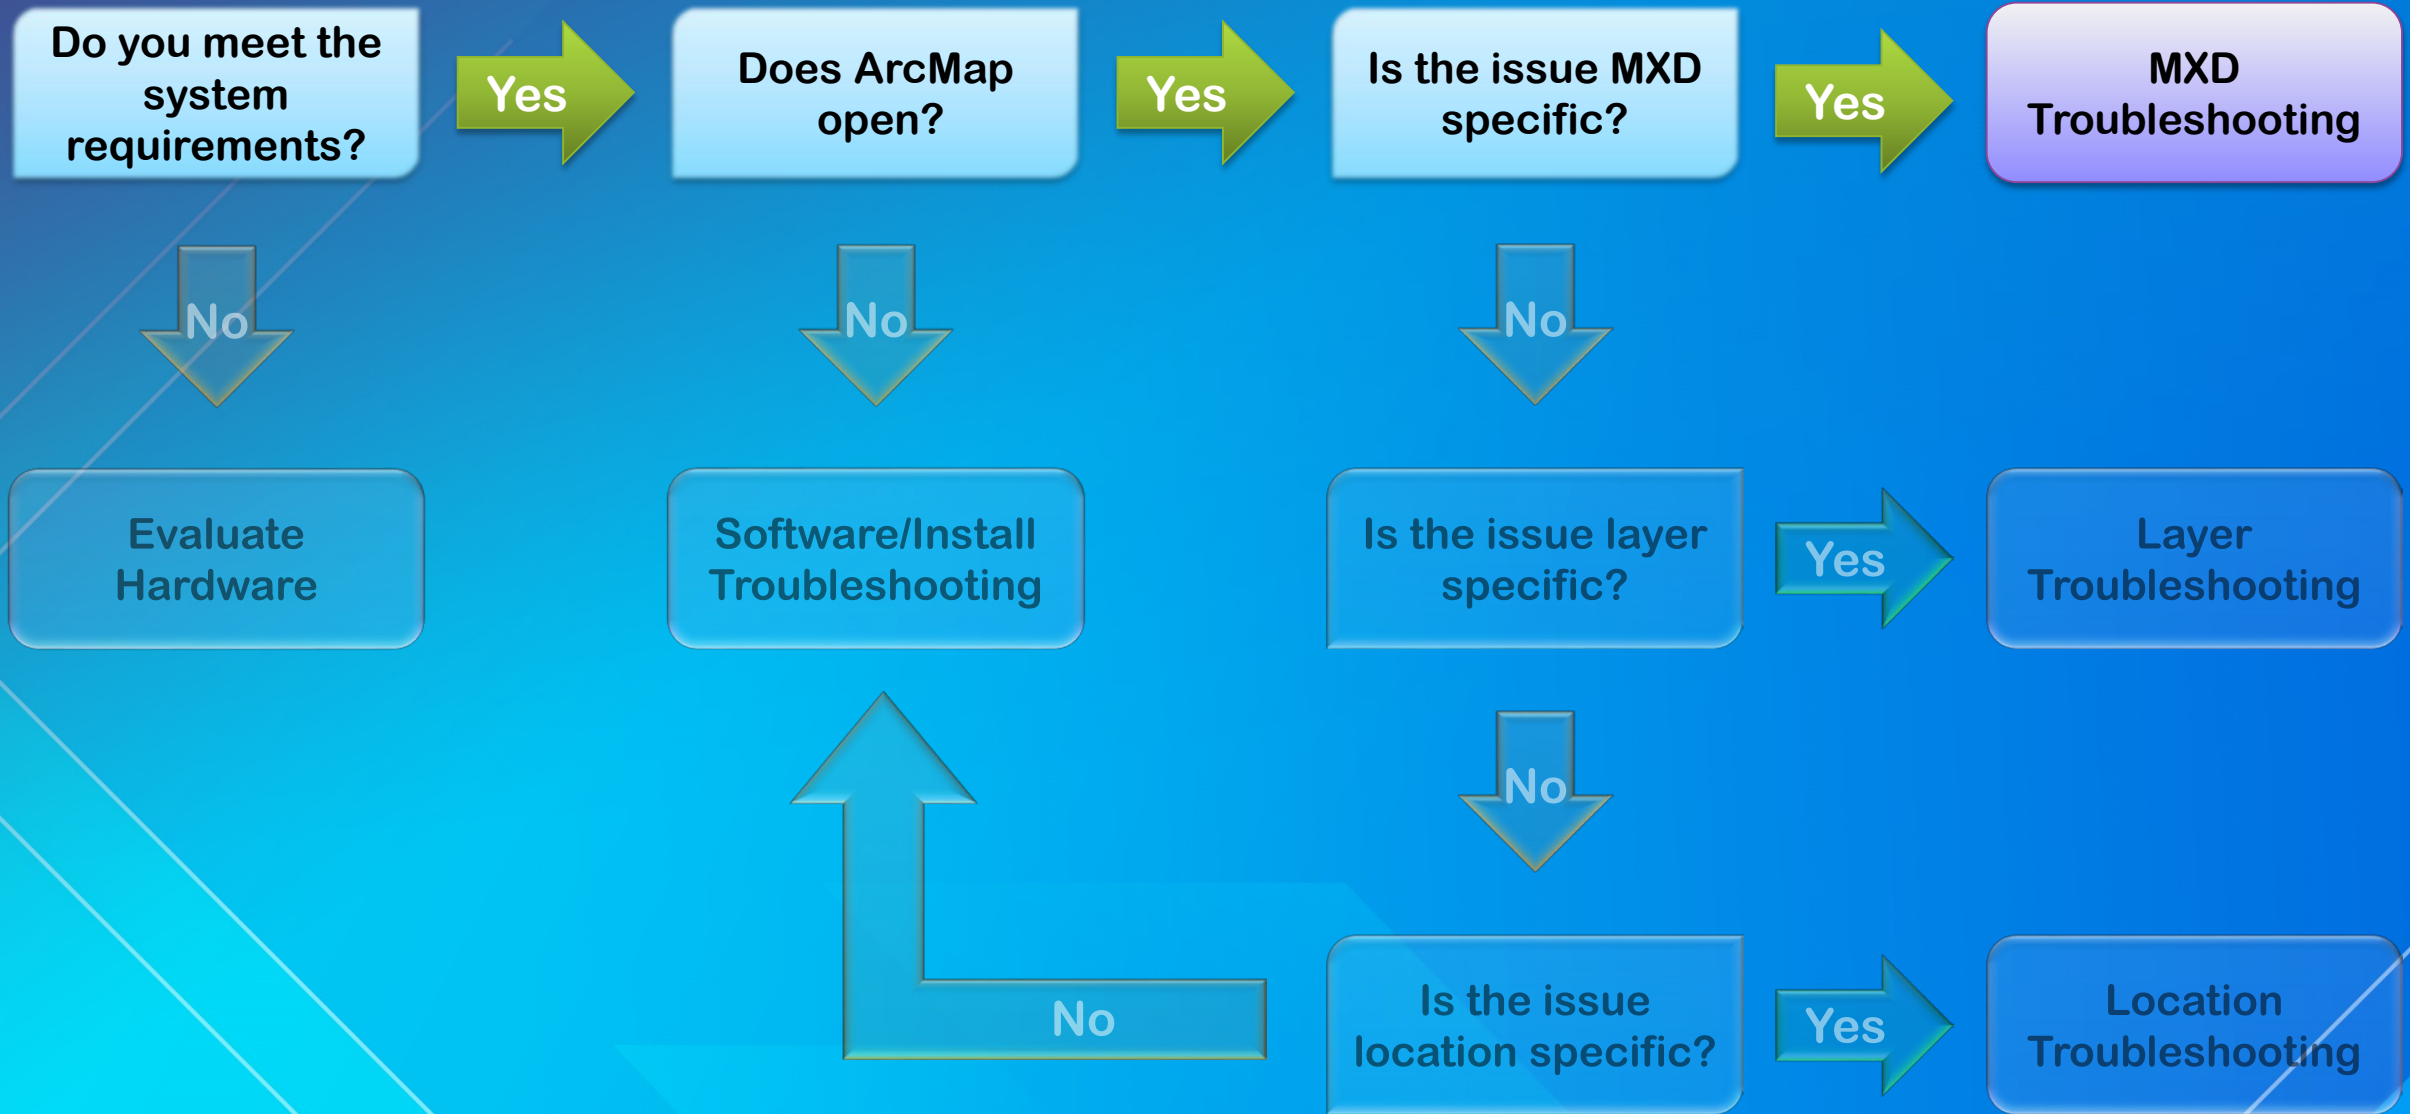 Do you meet the
system
requirements?
Yes
Does ArcMap
open?
Yes
Is the issue MXD
specific?
Yes
MXD
Troubleshooting
No
No
No
Evaluate
Hardware
Software/Install
Troubleshooting
Is the issue layer
specific?
Yes
Layer
Troubleshooting
No
No
Is the issue
location specific?
Yes
Location
Troubleshooting